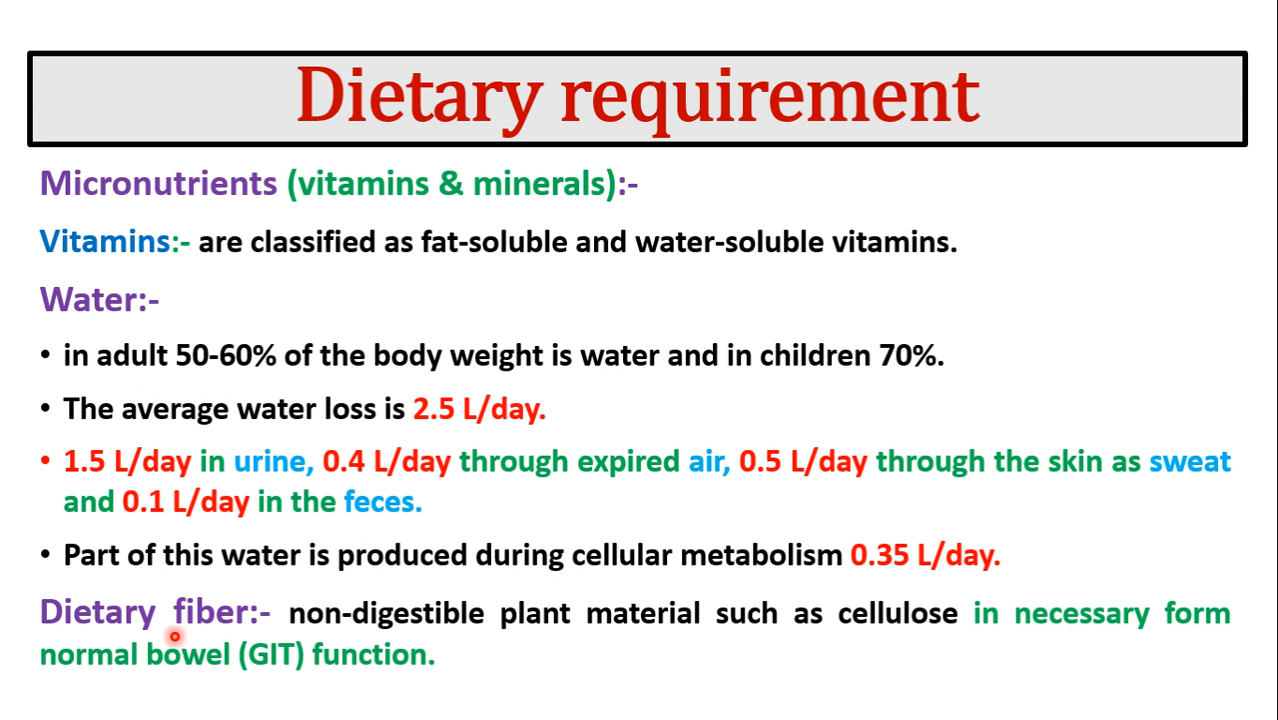 Dietary requirement
Micronutrients (vitamins & minerals):-
Vitamins:- are classified as fat-soluble and water-soluble vitamins.
Water:-
• in adult 50-60% of the body weight is water and in children 70%.
• The average water loss is 2.5 L/day.
• 1.5 L/day in urine, 0.4 L/day through expired air, 0.5 L/day through the skin as sweat
and 0.1 L/day in the feces.
• Part of this water is produced during cellular metabolism 0.35 L/day.
Dietary fiber:- non-digestible plant material such as cellulose in necessary form
normal bowel (GIT) function.